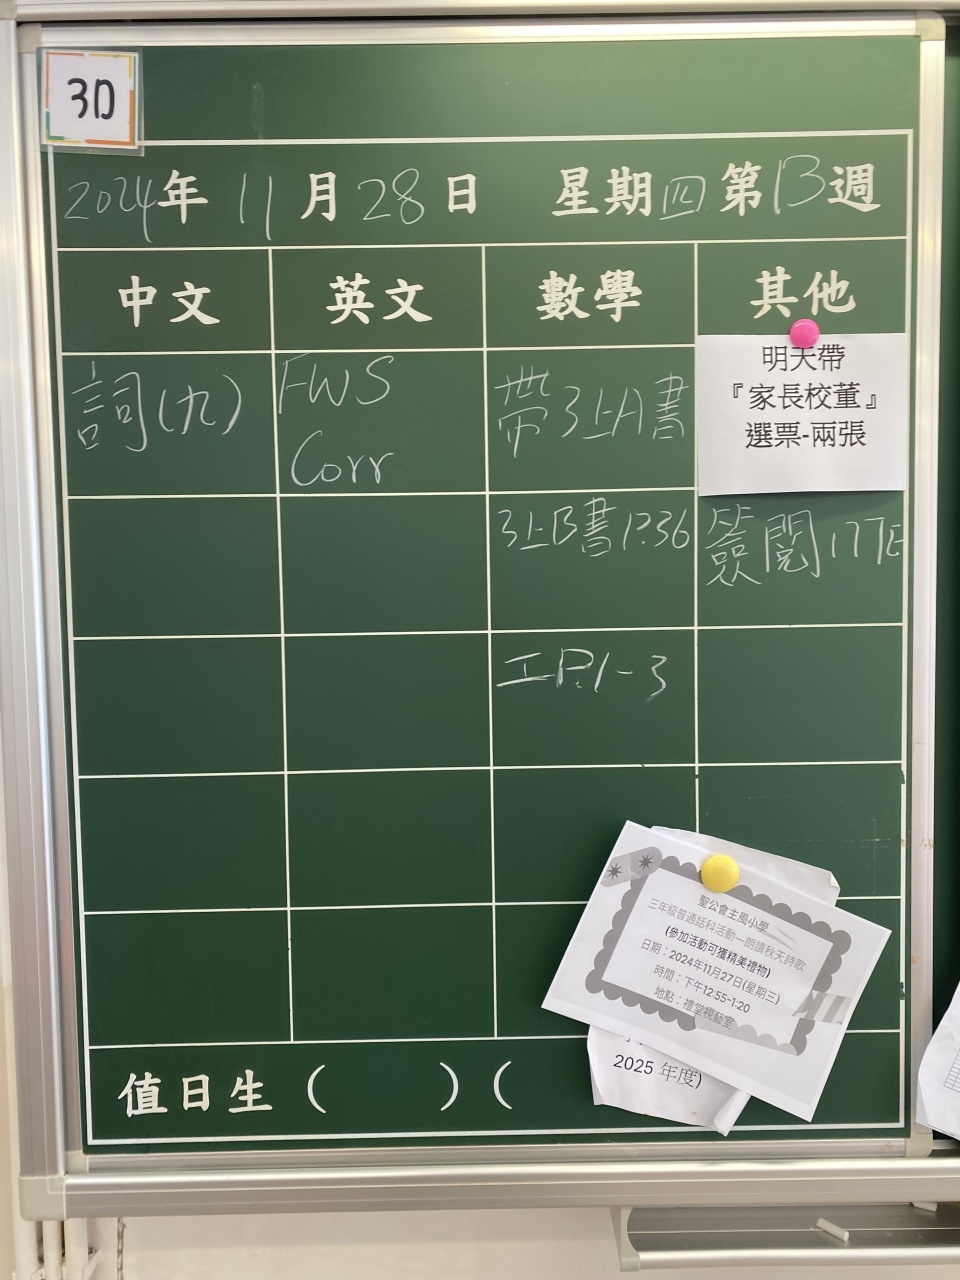 3D
2024年 11月28日 星期四第13週
中文 英文 數學 其他
詞(九)
FWS
Corr
帶3上A書
明天帶
『家長校董』
選票-兩張
3上B書P.36
簽閱177E
工P.1-3
聖公會主風小學
三年級普通話科活動—朗讀秋天詩歌
(參加活動可獲精美禮物)
日期：2024年11月27日(星期三)
時間：下午12:55-1:20
地點：禮堂視藝室
2025 年度)
值日生 (    ) (